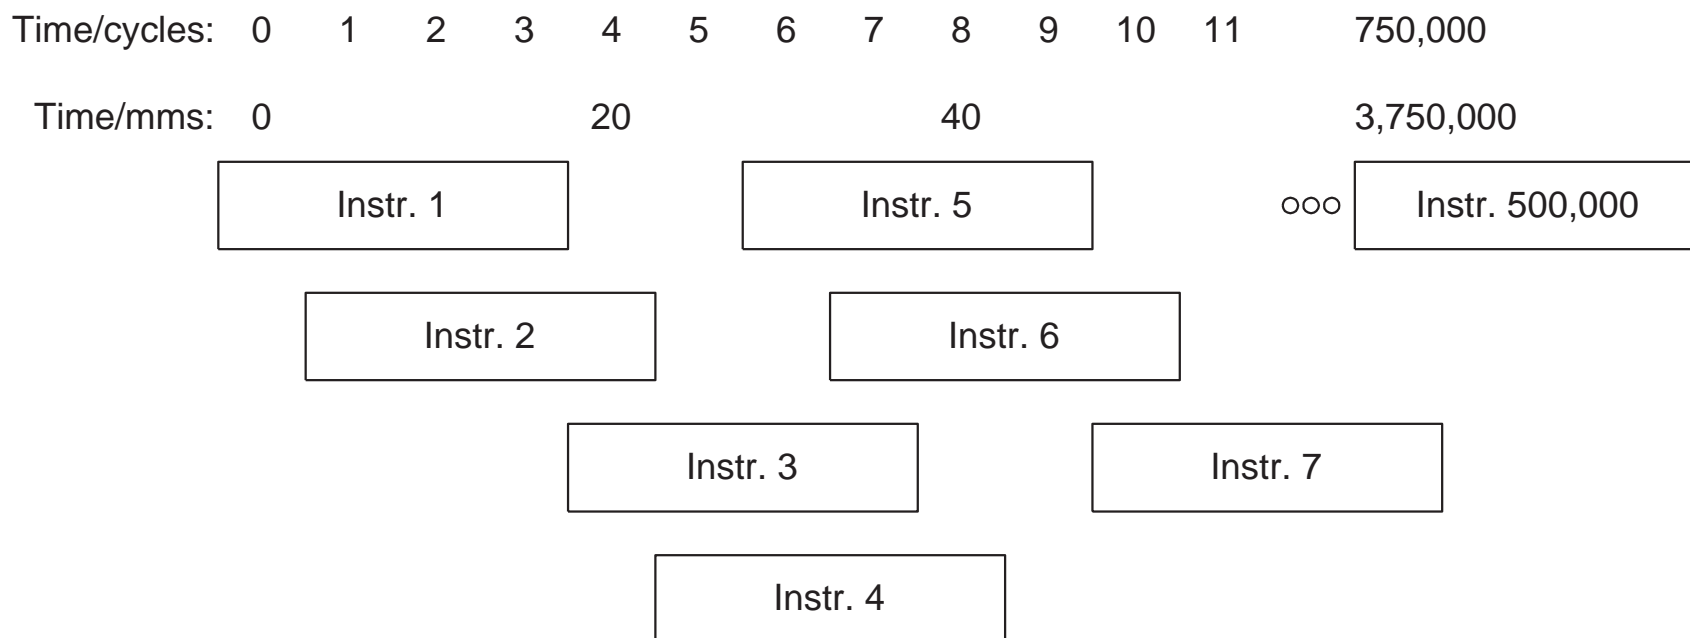 Time/cycles: 0 1 2 3 4 5 6 7 8 9 10 11 750,000
Time/mms: 0 20 40 3,750,000
Instr. 1 Instr. 5 Instr. 500,000
Instr. 2 Instr. 6
Instr. 3 Instr. 7
Instr. 4